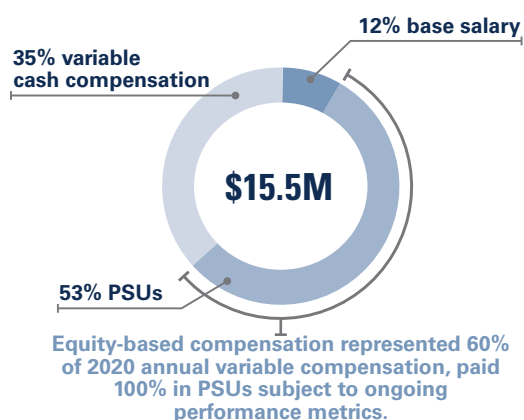 12% base salary
35% variable
cash compensation
$15.5M
53% PSUs
Equity-based compensation represented 60%
of 2020 annual variable compensation, paid
100% in PSUs subject to ongoing
performance metrics.